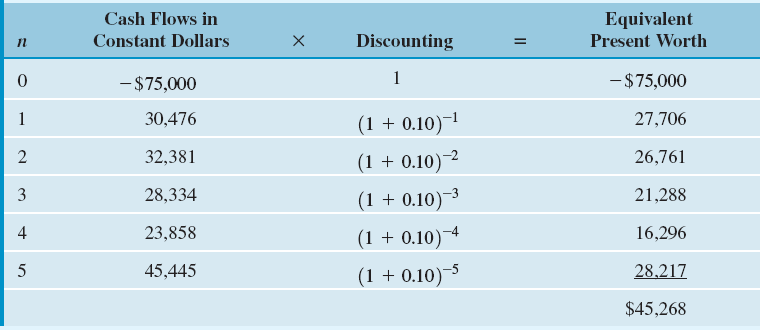 Cash Flows in Equivalent
n Constant Dollars × Discounting = Present Worth
0 −$75,000 1 −$75,000
1 30,476 (1 + 0.10)⁻¹ 27,706
2 32,381 (1 + 0.10)⁻² 26,761
3 28,334 (1 + 0.10)⁻³ 21,288
4 23,858 (1 + 0.10)⁻⁴ 16,296
5 45,445 (1 + 0.10)⁻⁵ 28,217
$45,268